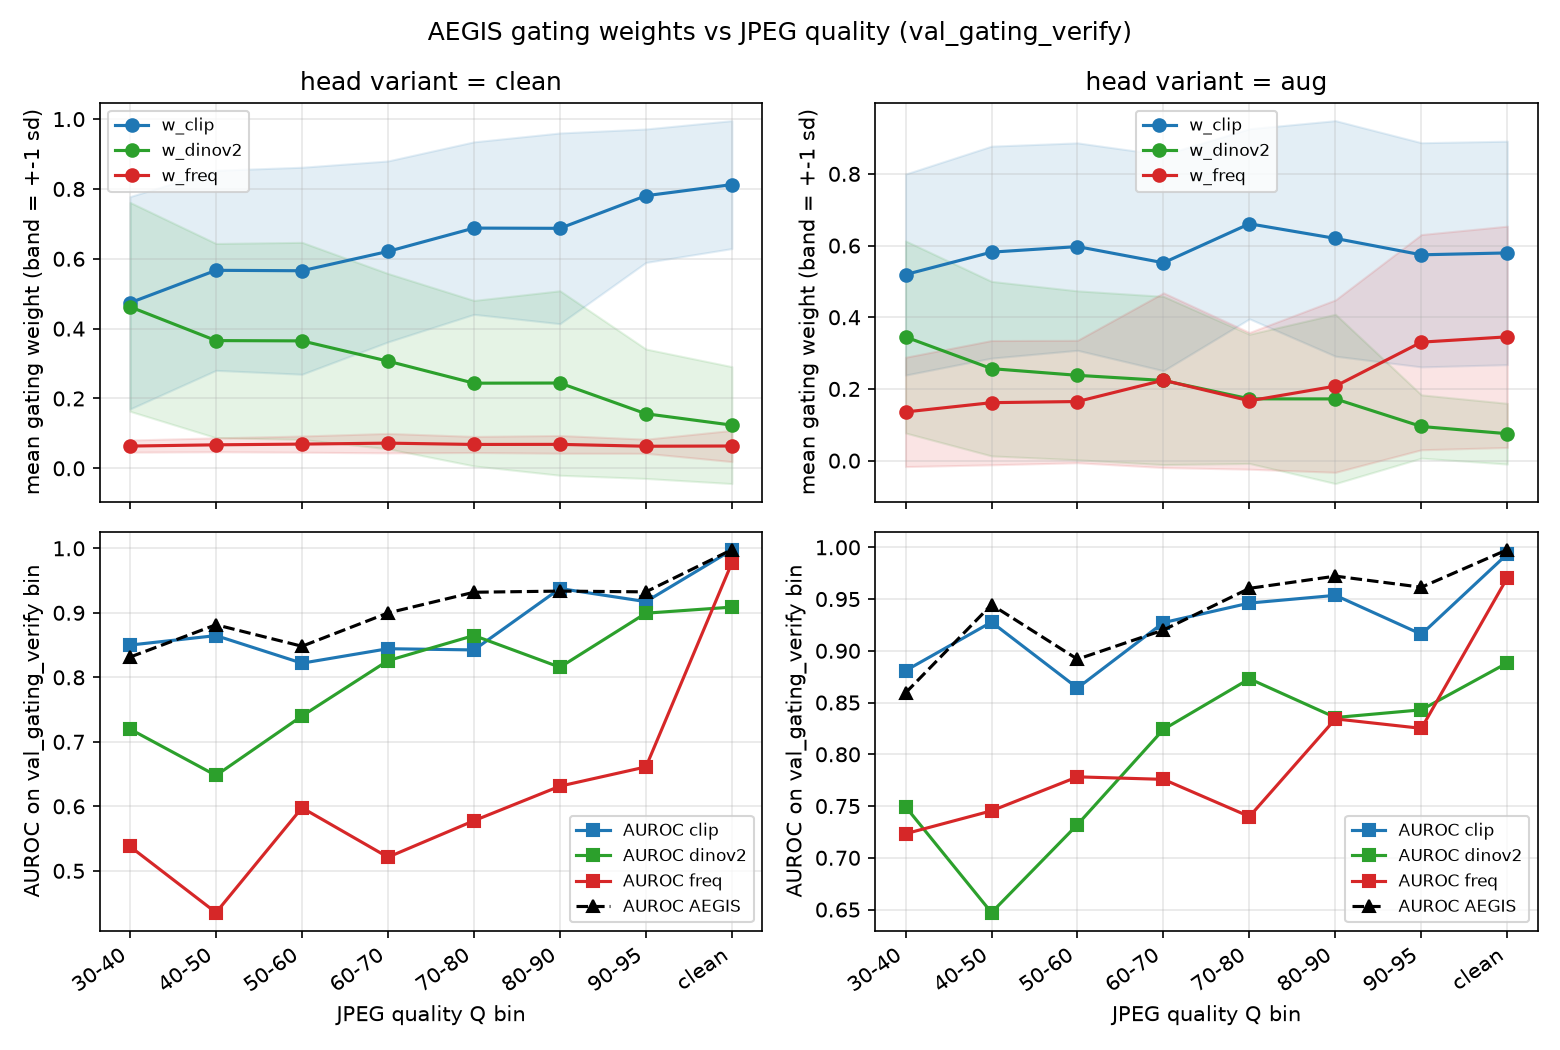 AEGIS gating weights vs JPEG quality (val_gating_verify)
head variant = clean
mean gating weight (band = +-1 sd)
1.0
0.8
0.6
0.4
0.2
0.0
w_clip
w_dinov2
w_freq
head variant = aug
mean gating weight (band = +-1 sd)
0.8
0.6
0.4
0.2
0.0
w_clip
w_dinov2
w_freq
AUROC on val_gating_verify bin
1.0
0.9
0.8
0.7
0.6
0.5
AUROC clip
AUROC dinov2
AUROC freq
AUROC AEGIS
30-40
40-50
50-60
60-70
70-80
80-90
90-95
clean
JPEG quality Q bin
AUROC on val_gating_verify bin
1.00
0.95
0.90
0.85
0.80
0.75
0.70
0.65
AUROC clip
AUROC dinov2
AUROC freq
AUROC AEGIS
30-40
40-50
50-60
60-70
70-80
80-90
90-95
clean
JPEG quality Q bin